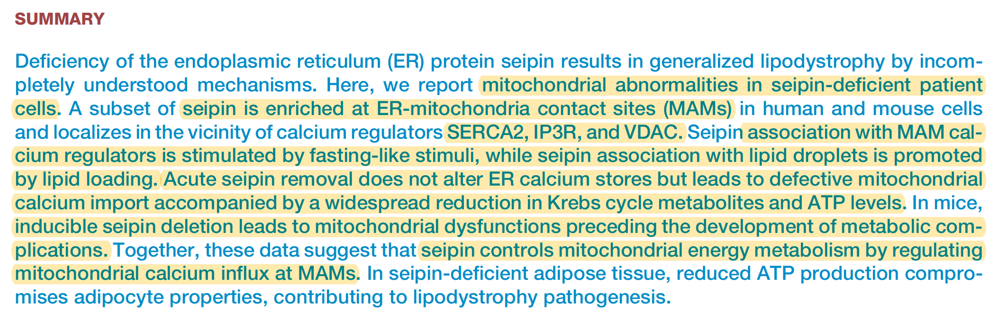 SUMMARY
Deficiency of the endoplasmic reticulum (ER) protein seipin results in generalized lipodystrophy by incom-
pletely understood mechanisms. Here, we report mitochondrial abnormalities in seipin-deficient patient
cells. A subset of seipin is enriched at ER-mitochondria contact sites (MAMs) in human and mouse cells
and localizes in the vicinity of calcium regulators SERCA2, IP3R, and VDAC. Seipin association with MAM cal-
cium regulators is stimulated by fasting-like stimuli, while seipin association with lipid droplets is promoted
by lipid loading. Acute seipin removal does not alter ER calcium stores but leads to defective mitochondrial
calcium import accompanied by a widespread reduction in Krebs cycle metabolites and ATP levels. In mice,
inducible seipin deletion leads to mitochondrial dysfunctions preceding the development of metabolic com-
plications. Together, these data suggest that seipin controls mitochondrial energy metabolism by regulating
mitochondrial calcium influx at MAMs. In seipin-deficient adipose tissue, reduced ATP production compro-
mises adipocyte properties, contributing to lipodystrophy pathogenesis.